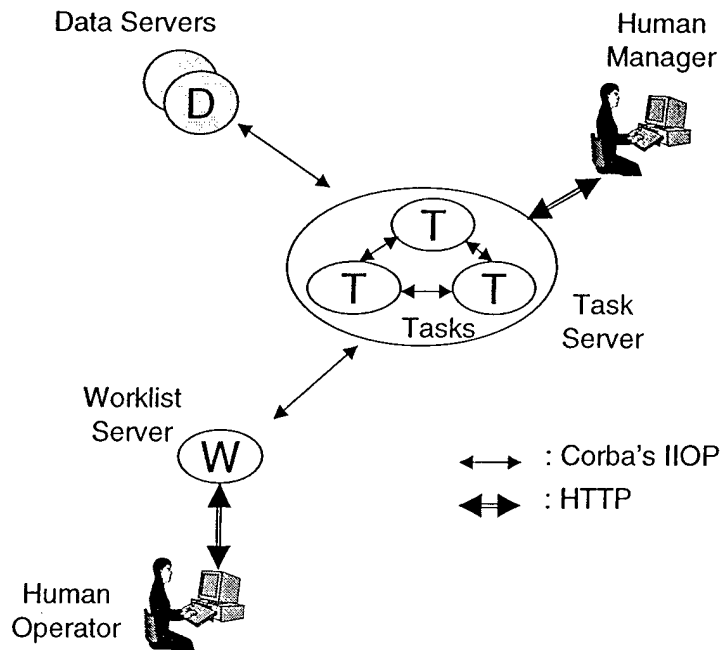 Data Servers
D
Human
Manager
T
T
T
Tasks
Task
Server
Worklist
Server
W
: Corba's IIOP
: HTTP
Human
Operator